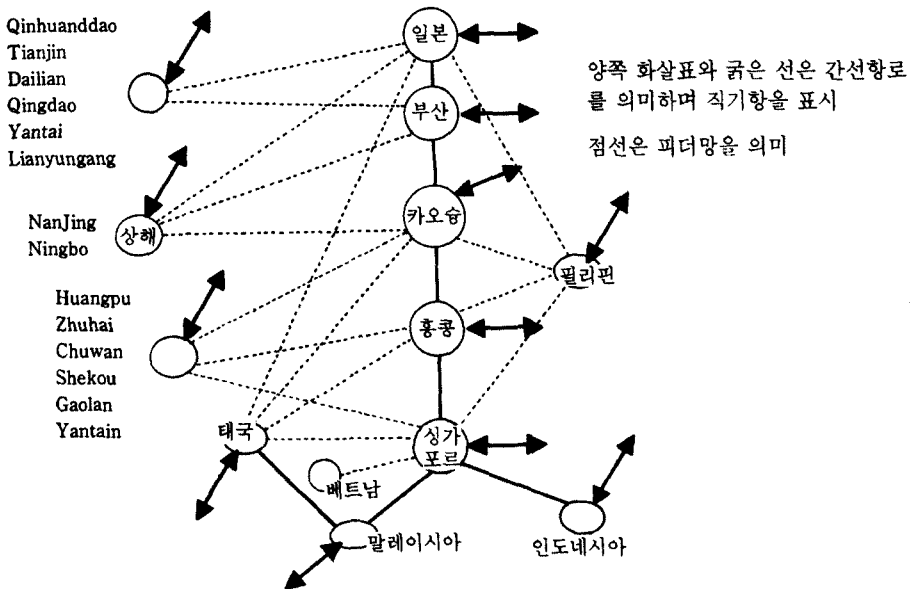 Qinhuanddao
Tianjin
Dailian
Qingdao
Yantai
Lianyungang
NanJing
Ningbo
Huangpu
Zhuhai
Chuwan
Shekou
Gaolan
Yantain
일본
부산
카오슝
홍콩
싱가
포르
상해
필리핀
태국
베트남
말레이시아
인도네시아
양쪽 화살표와 굵은 선은 간선항로
를 의미하며 직기항을 표시
점선은 피더망을 의미